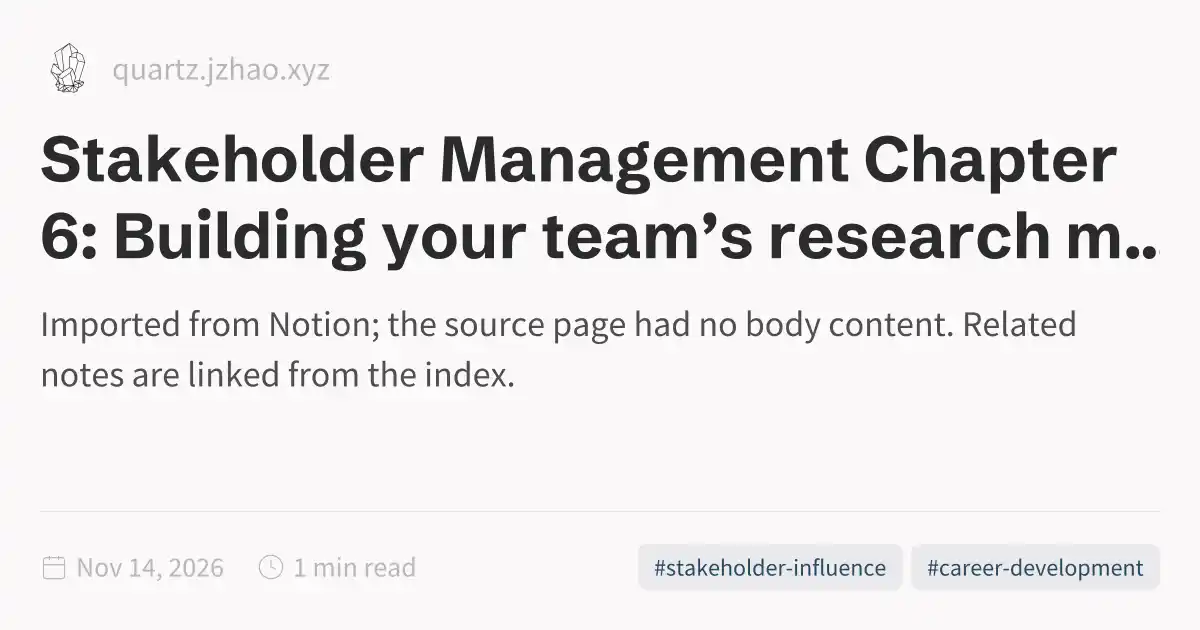 quartz.jzhao.xyz
Stakeholder Management Chapter
6: Building your team’s research m..
Imported from Notion; the source page had no body content. Related
notes are linked from the index.
Nov 14, 2026 1 min read #stakeholder-influence #career-development